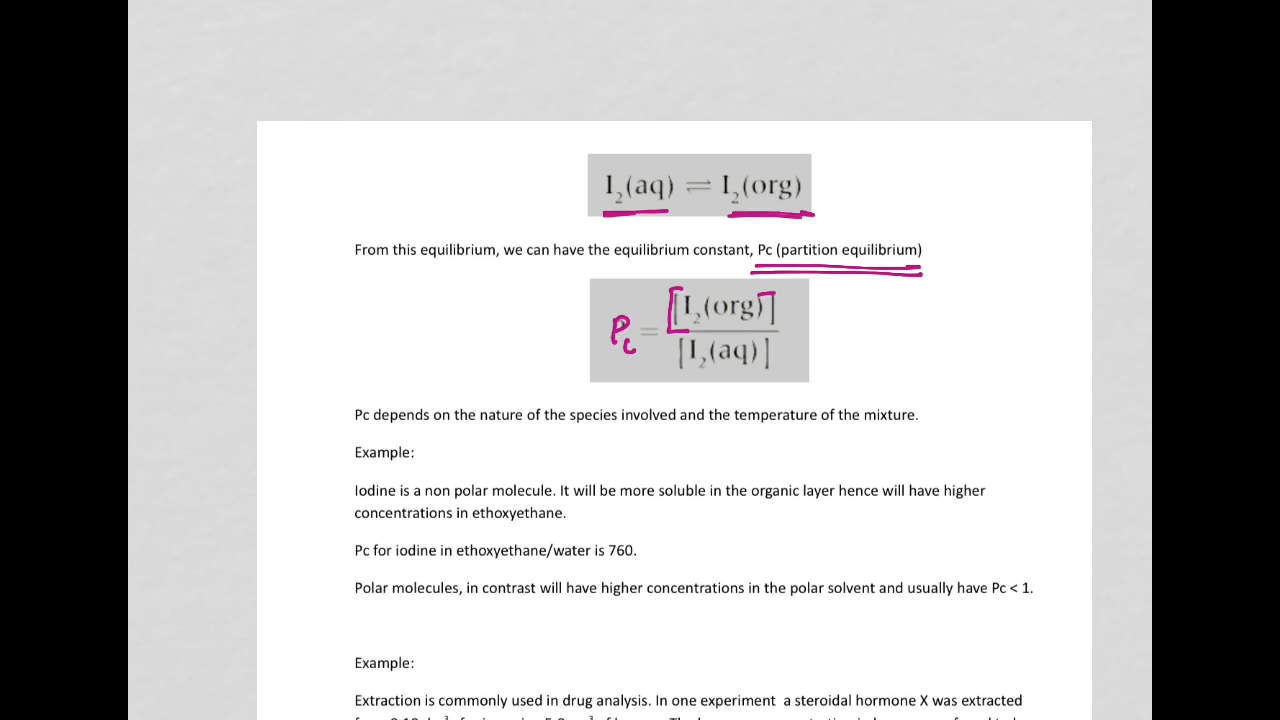 I₂(aq) ⇌ I₂(org)
From this equilibrium, we can have the equilibrium constant, Pc (partition equilibrium)
Pc = [I₂(org)] / [I₂(aq)]
Pc depends on the nature of the species involved and the temperature of the mixture.
Example:
Iodine is a non polar molecule. It will be more soluble in the organic layer hence will have higher
concentrations in ethoxyethane.
Pc for iodine in ethoxyethane/water is 760.
Polar molecules, in contrast will have higher concentrations in the polar solvent and usually have Pc < 1.
Example:
Extraction is commonly used in drug analysis. In one experiment a steroidal hormone X was extracted